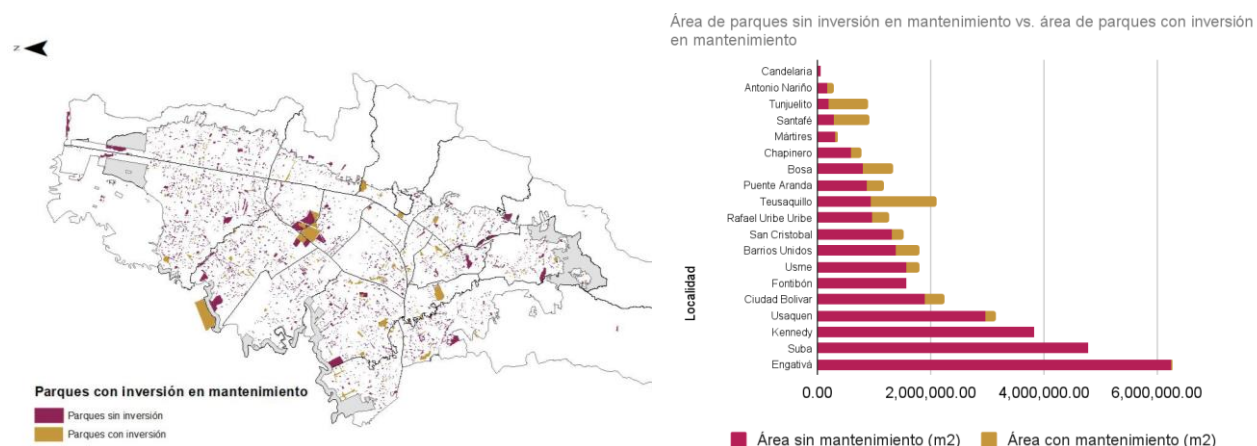 Z
Parques con inversión en mantenimiento
Parques sin inversión
Parques con inversión
Área de parques sin inversión en mantenimiento vs. área de parques con inversión
en mantenimiento
Localidad
Candelaria
Antonio Nariño
Tunjuelito
Santafé
Mártires
Chapinero
Bosa
Puente Aranda
Teusaquillo
Rafael Uribe Uribe
San Cristobal
Barrios Unidos
Usme
Fontibón
Ciudad Bolivar
Usaquen
Kennedy
Suba
Engativá
0.00 2,000,000.00 4,000,000.00 6,000,000.00
Área sin mantenimiento (m2) Área con mantenimiento (m2)